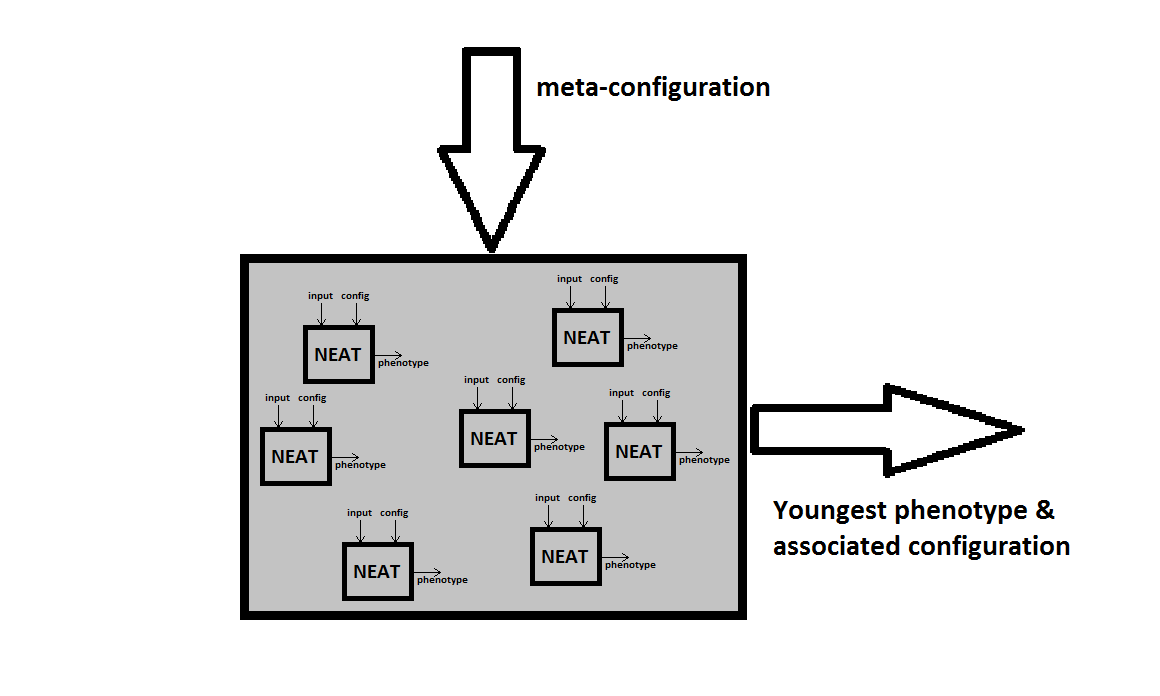 meta-configuration
input config
NEAT
phenotype
input config
NEAT
phenotype
input config
NEAT
phenotype
input config
NEAT
phenotype
input config
NEAT
phenotype
input config
NEAT
phenotype
input config
NEAT
phenotype
Youngest phenotype &
associated configuration